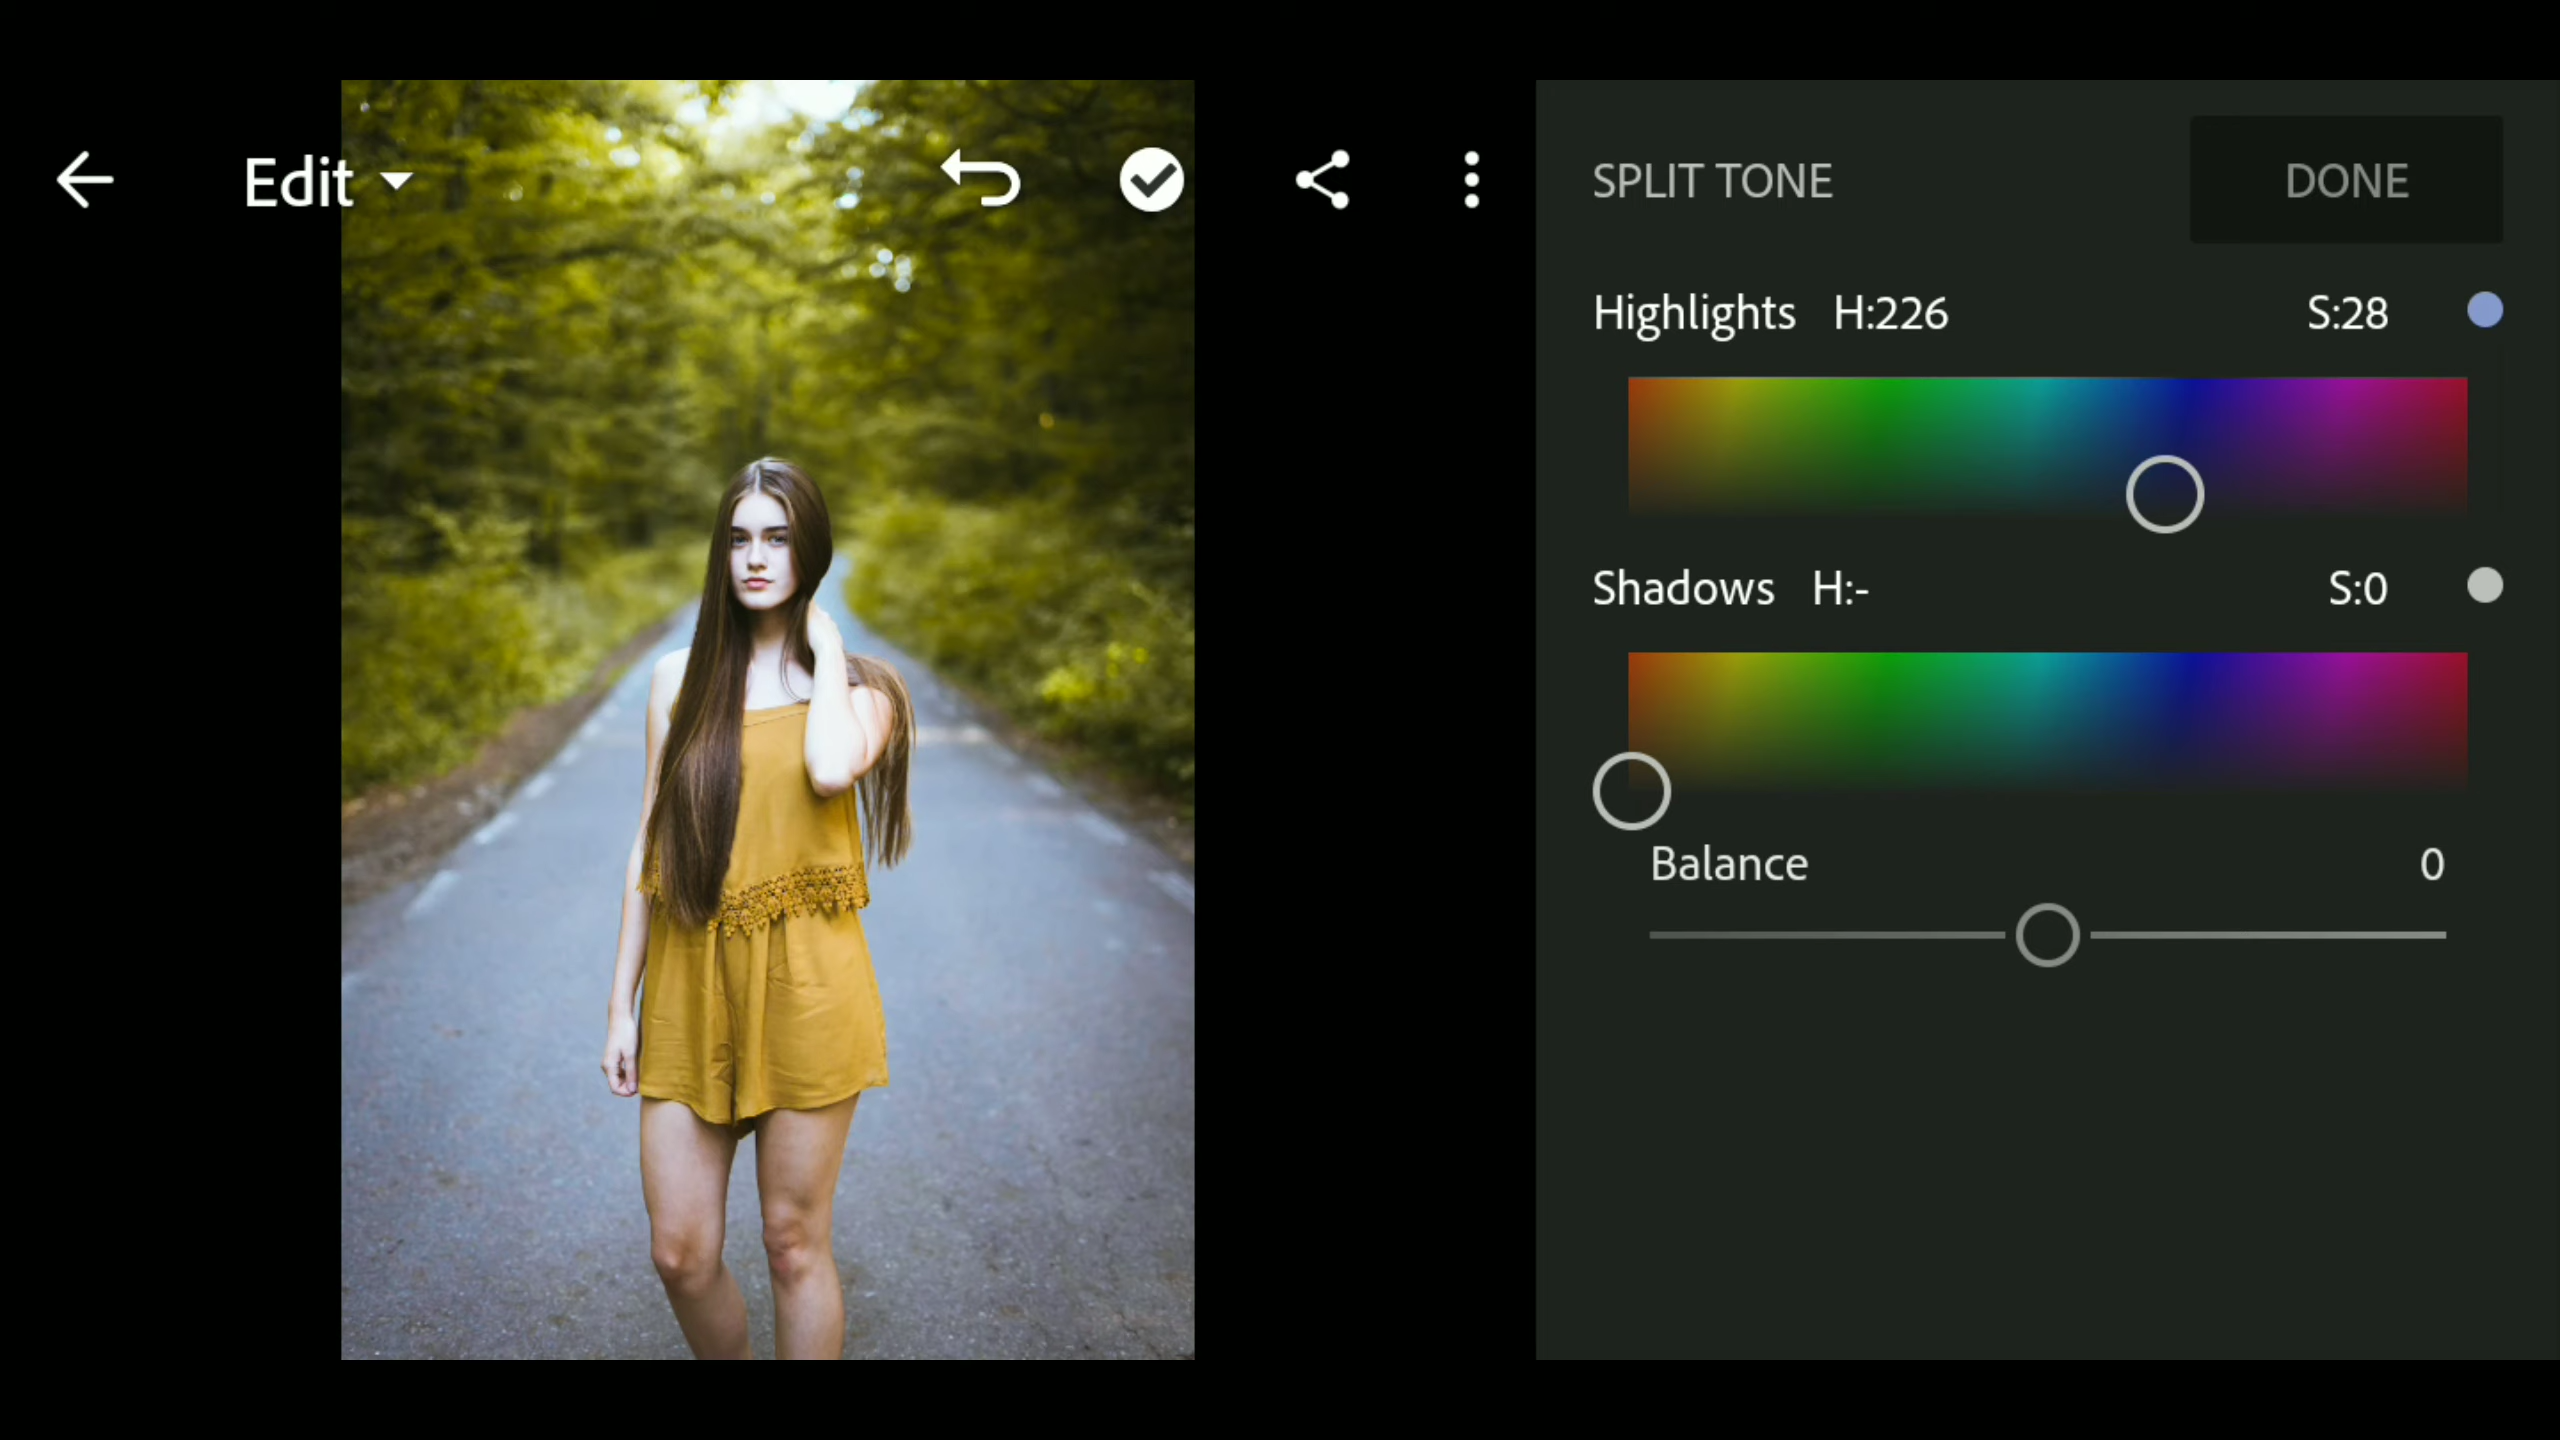 Edit
SPLIT TONE
DONE
Highlights H:226 S:28
Shadows H:- S:0
Balance 0